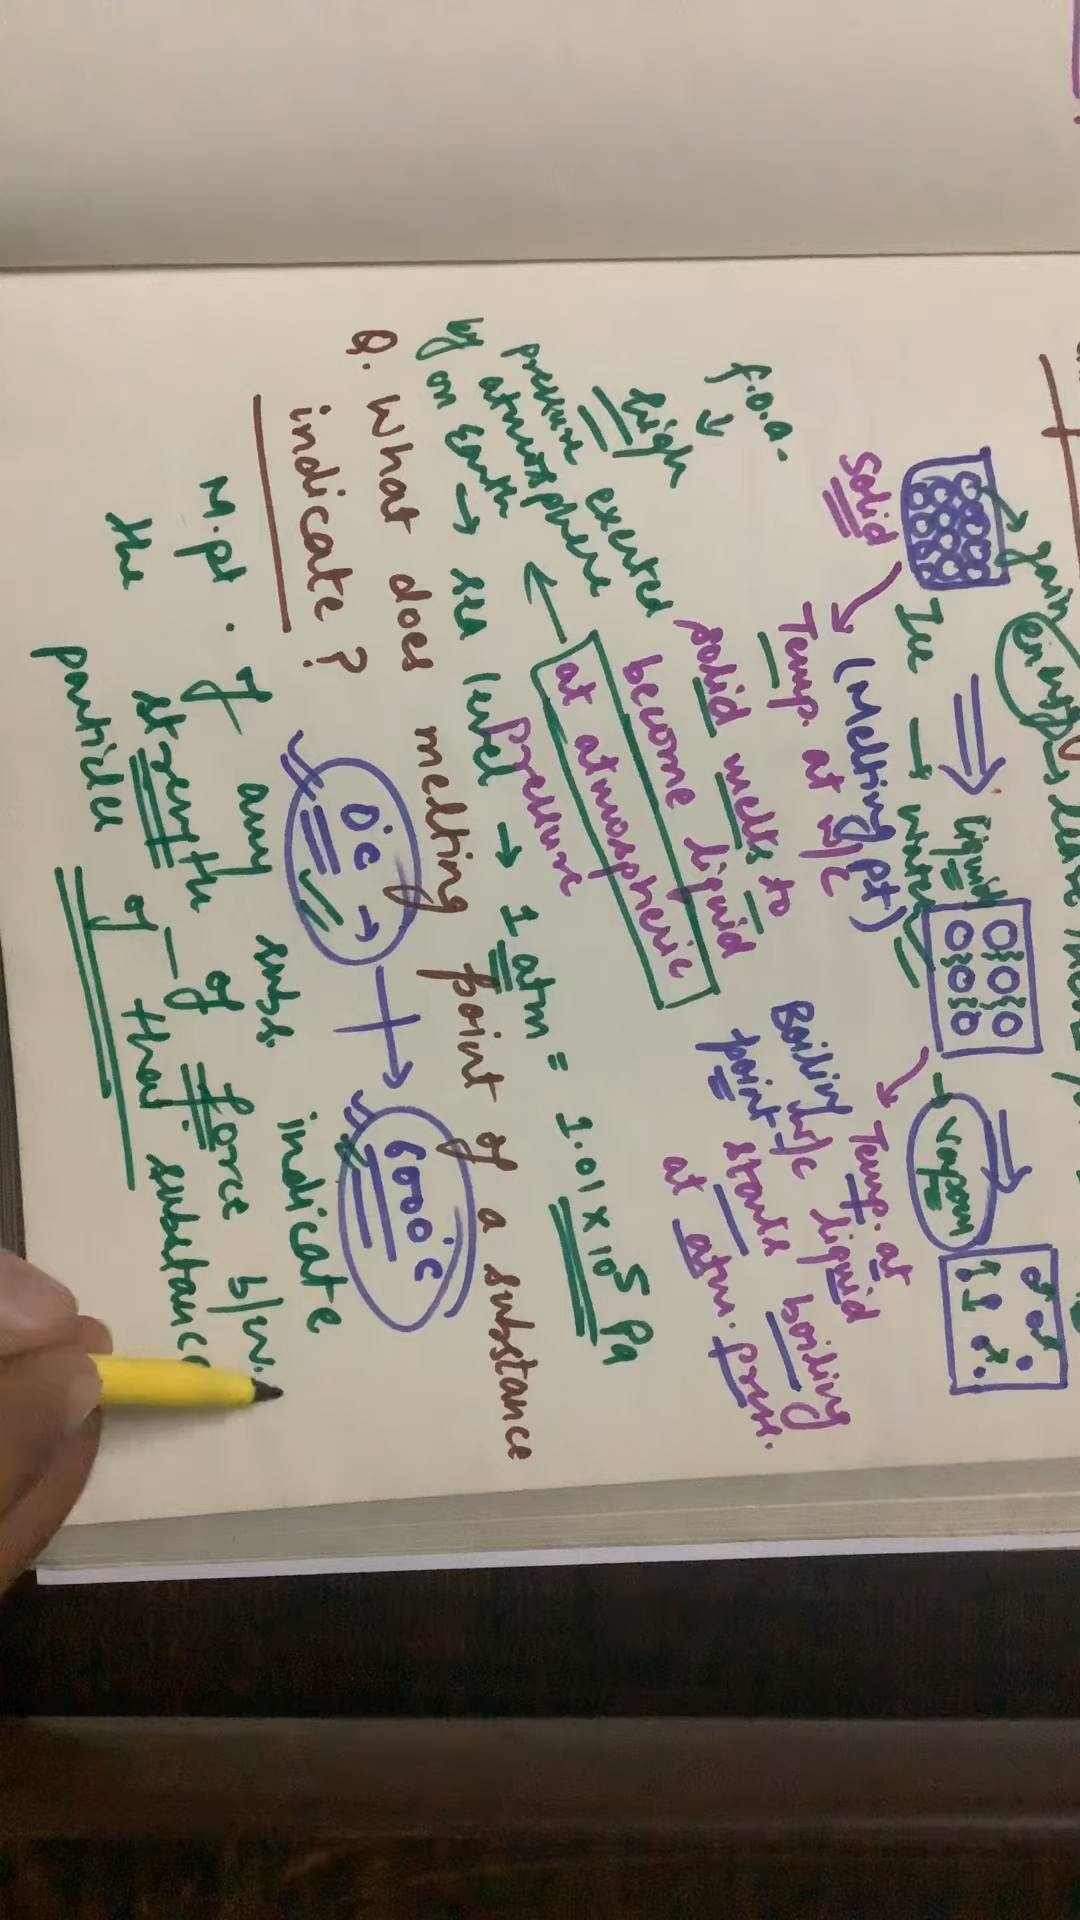 gain
energy
f.o.a.
↓
high
Solid
Ice → water
liquid
→ vapour
(Melting pt)
Temp. at w/c
solid melts to
become liquid
at atmospheric
pressure
Temp. at
w/c liquid
starts boiling
at atm. press.
Boiling
point
pressure exerted
by atmosphere
on Earth → sea level → 1 atm = 1.01 × 10⁵ Pa
Q. What does melting point of a substance
indicate ?
0°C → 600°C
M.pt. of any subs. indicate
the strength of force b/w.
particles of that substance